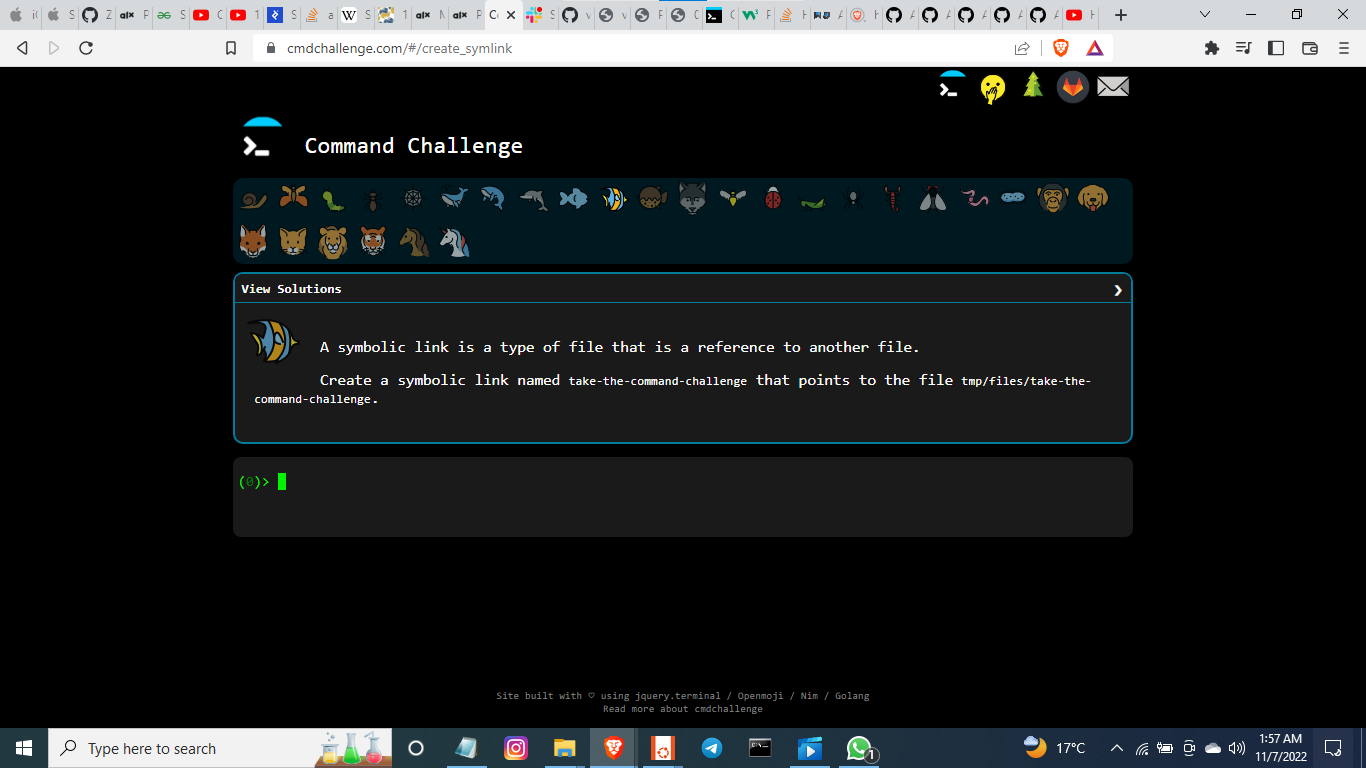 cmdchallenge.com/#/create_symlink
Command Challenge
View Solutions
A symbolic link is a type of file that is a reference to another file.
Create a symbolic link named take-the-command-challenge that points to the file tmp/files/take-the-
command-challenge.
(0)>
Site built with ♡ using jquery.terminal / Openmoji / Nim / Golang
Read more about cmdchallenge
Type here to search
1
17°C
1:57 AM
11/7/2022